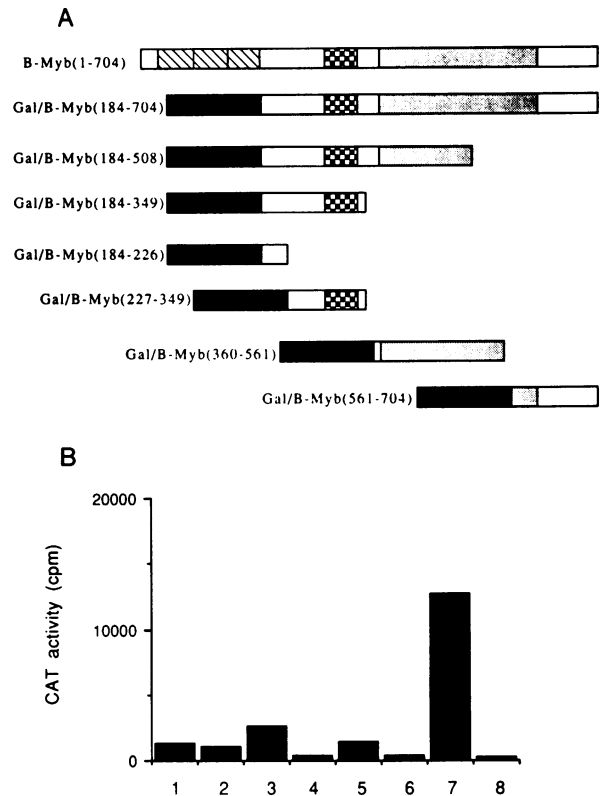 A
B-Myb(1-704)
Gal/B-Myb(184-704)
Gal/B-Myb(184-508)
Gal/B-Myb(184-349)
Gal/B-Myb(184-226)
Gal/B-Myb(227-349)
Gal/B-Myb(360-561)
Gal/B-Myb(561-704)
B
20000
10000
0
CAT activity (cpm)
1 2 3 4 5 6 7 8